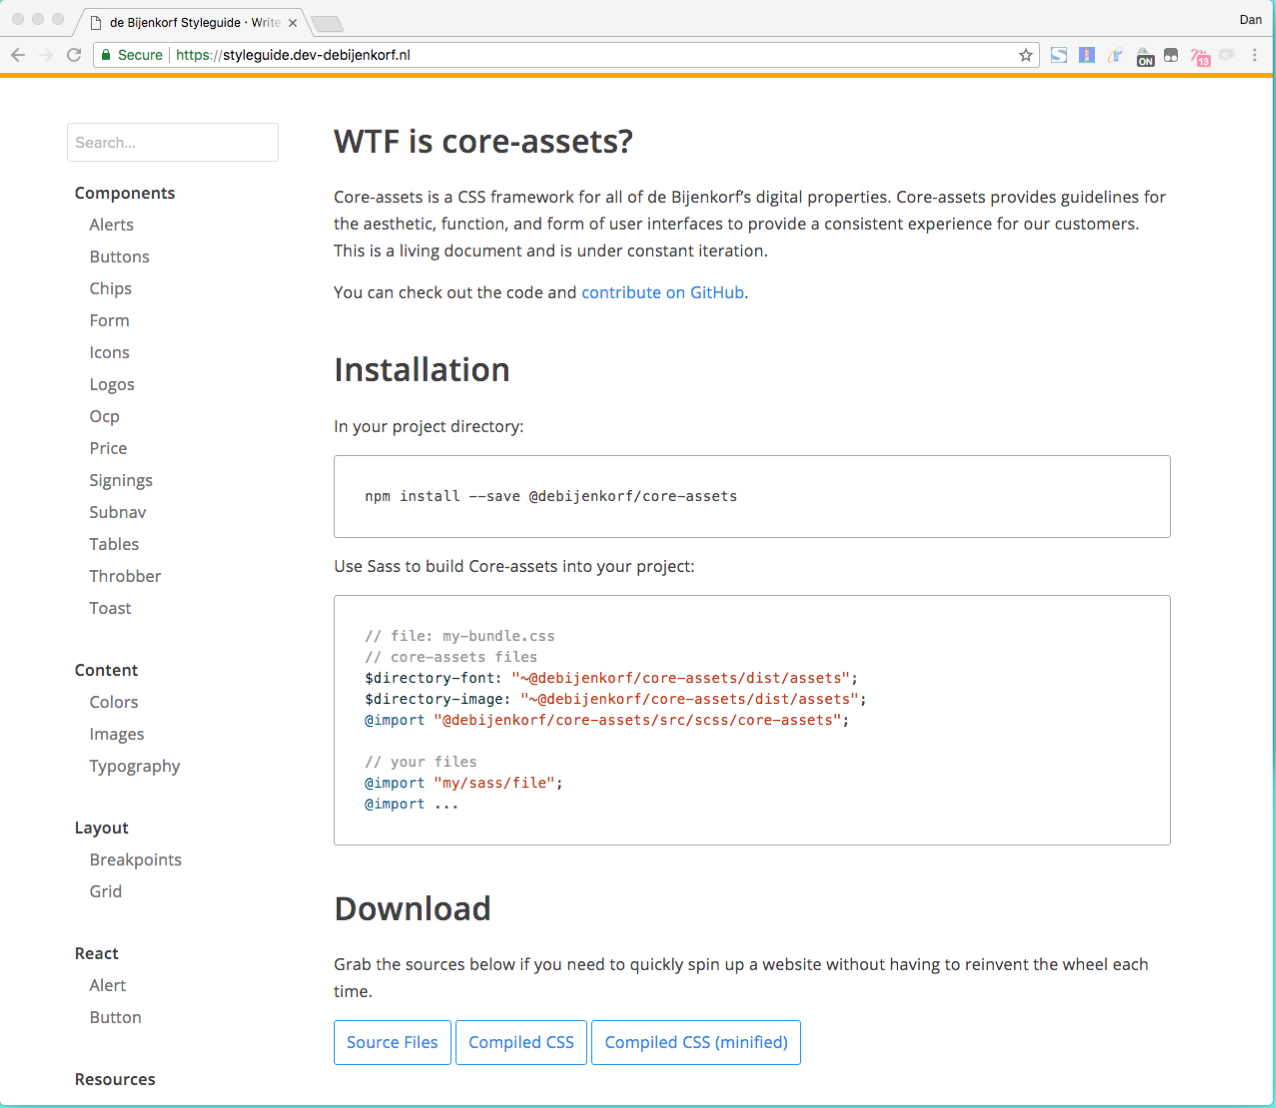 de Bijenkorf Styleguide · Write
Dan
Secure
https://styleguide.dev-debijenkorf.nl
ON
13
Search...
Components
Alerts
Buttons
Chips
Form
Icons
Logos
Ocp
Price
Signings
Subnav
Tables
Throbber
Toast
Content
Colors
Images
Typography
Layout
Breakpoints
Grid
React
Alert
Button
Resources
WTF is core-assets?
Core-assets is a CSS framework for all of de Bijenkorf’s digital properties. Core-assets provides guidelines for
the aesthetic, function, and form of user interfaces to provide a consistent experience for our customers.
This is a living document and is under constant iteration.
You can check out the code and contribute on GitHub.
Installation
In your project directory:
npm install --save @debijenkorf/core-assets
Use Sass to build Core-assets into your project:
// file: my-bundle.css
// core-assets files
$directory-font: "~@debijenkorf/core-assets/dist/assets";
$directory-image: "~@debijenkorf/core-assets/dist/assets";
@import "@debijenkorf/core-assets/src/scss/core-assets";
// your files
@import "my/sass/file";
@import ...
Download
Grab the sources below if you need to quickly spin up a website without having to reinvent the wheel each
time.
Source Files
Compiled CSS
Compiled CSS (minified)